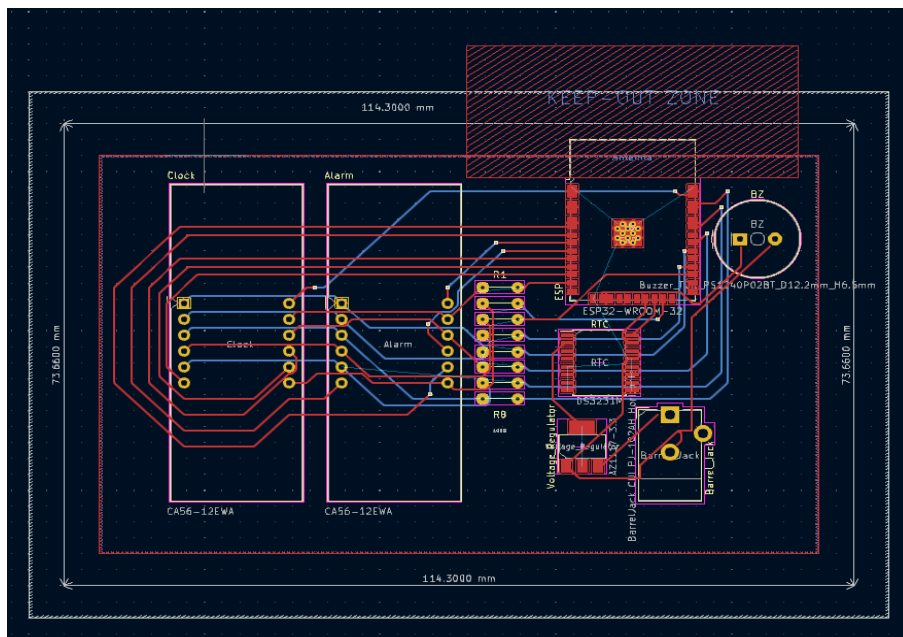 KEEP-OUT ZONE
114.3000 mm
Antenna
Clock
Alarm
BZ
BZ
R1
ESP
ESP32-WROOM-32
RTC
Clock
Alarm
RTC
DS3231M
73.6600 mm
73.6600 mm
R8
Voltage_Regulator
Barrel_Jack
Barrel_Jack
CA56-12EWA
CA56-12EWA
114.3000 mm